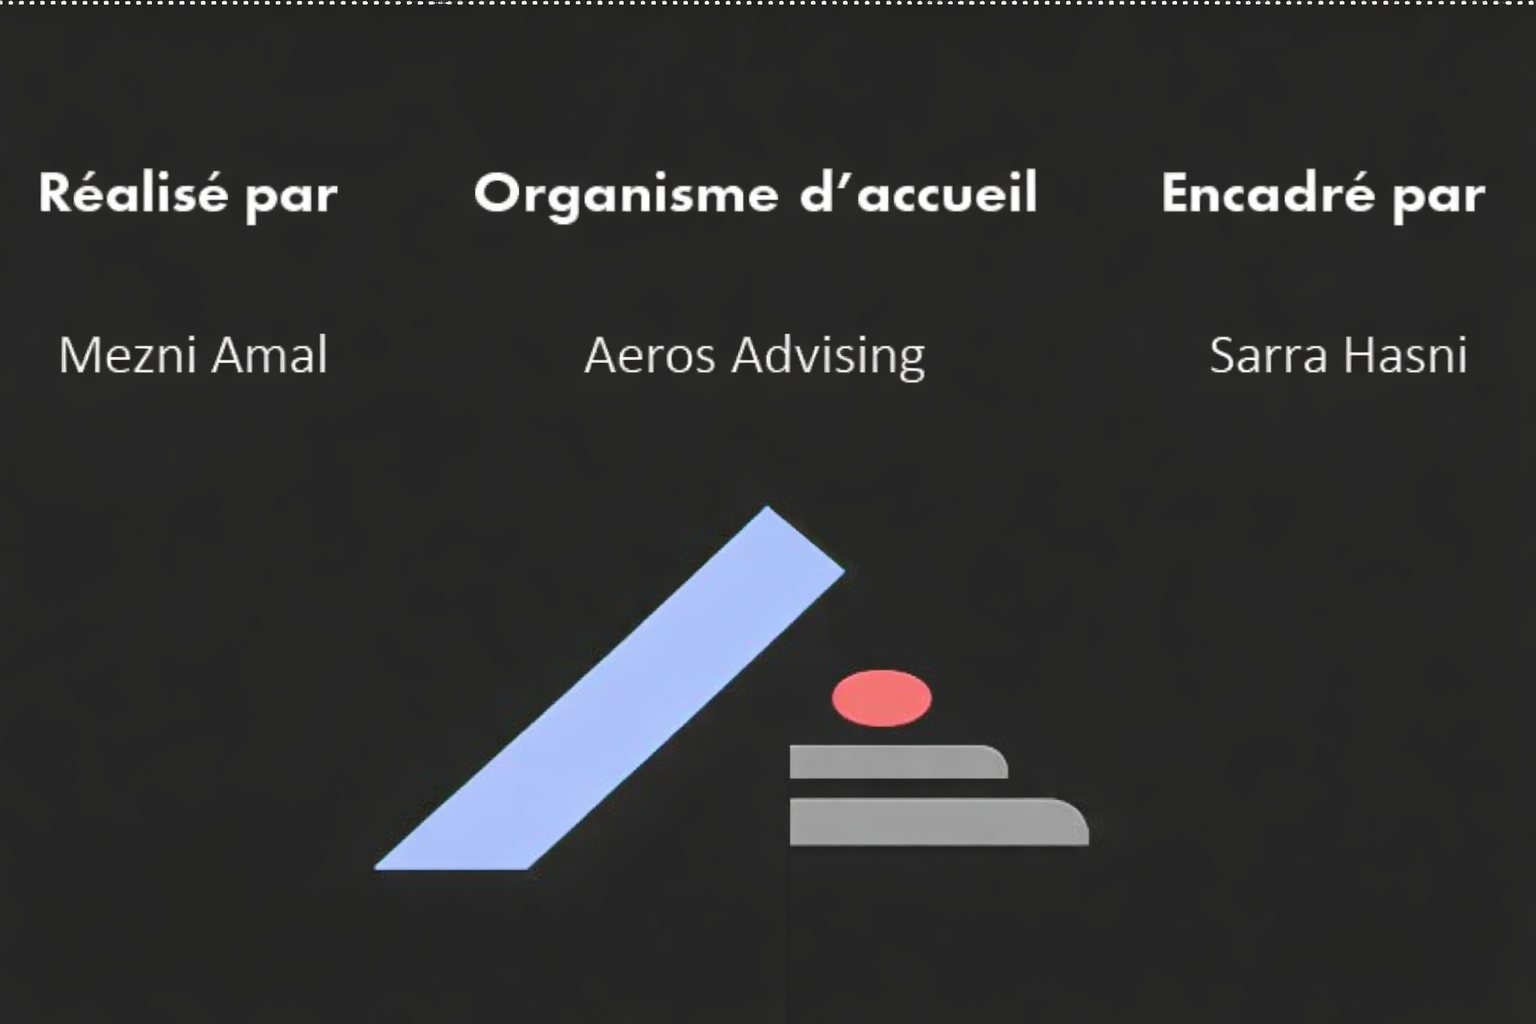 Réalisé par
Organisme d’accueil
Encadré par
Mezni Amal
Aeros Advising
Sarra Hasni